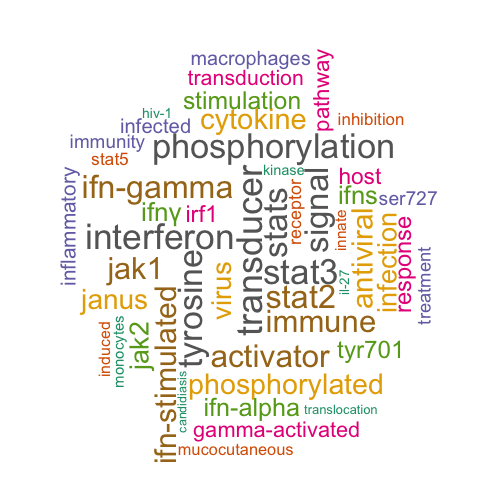 macrophages
transduction
pathway
stimulation
hiv-1
cytokine
inhibition
infected
immunity
phosphorylation
stat5
kinase
inflammatory
ifn-gamma
transducer
stats
receptor
signal
host
ifns
ser727
ifnγ
irf1
innate
interferon
antiviral
infection
response
treatment
jak1
tyrosine
virus
stat3
il-27
janus
stat2
induced
monocytes
jak2
ifn-stimulated
immune
activator
tyr701
candidiasis
phosphorylated
ifn-alpha
translocation
gamma-activated
mucocutaneous